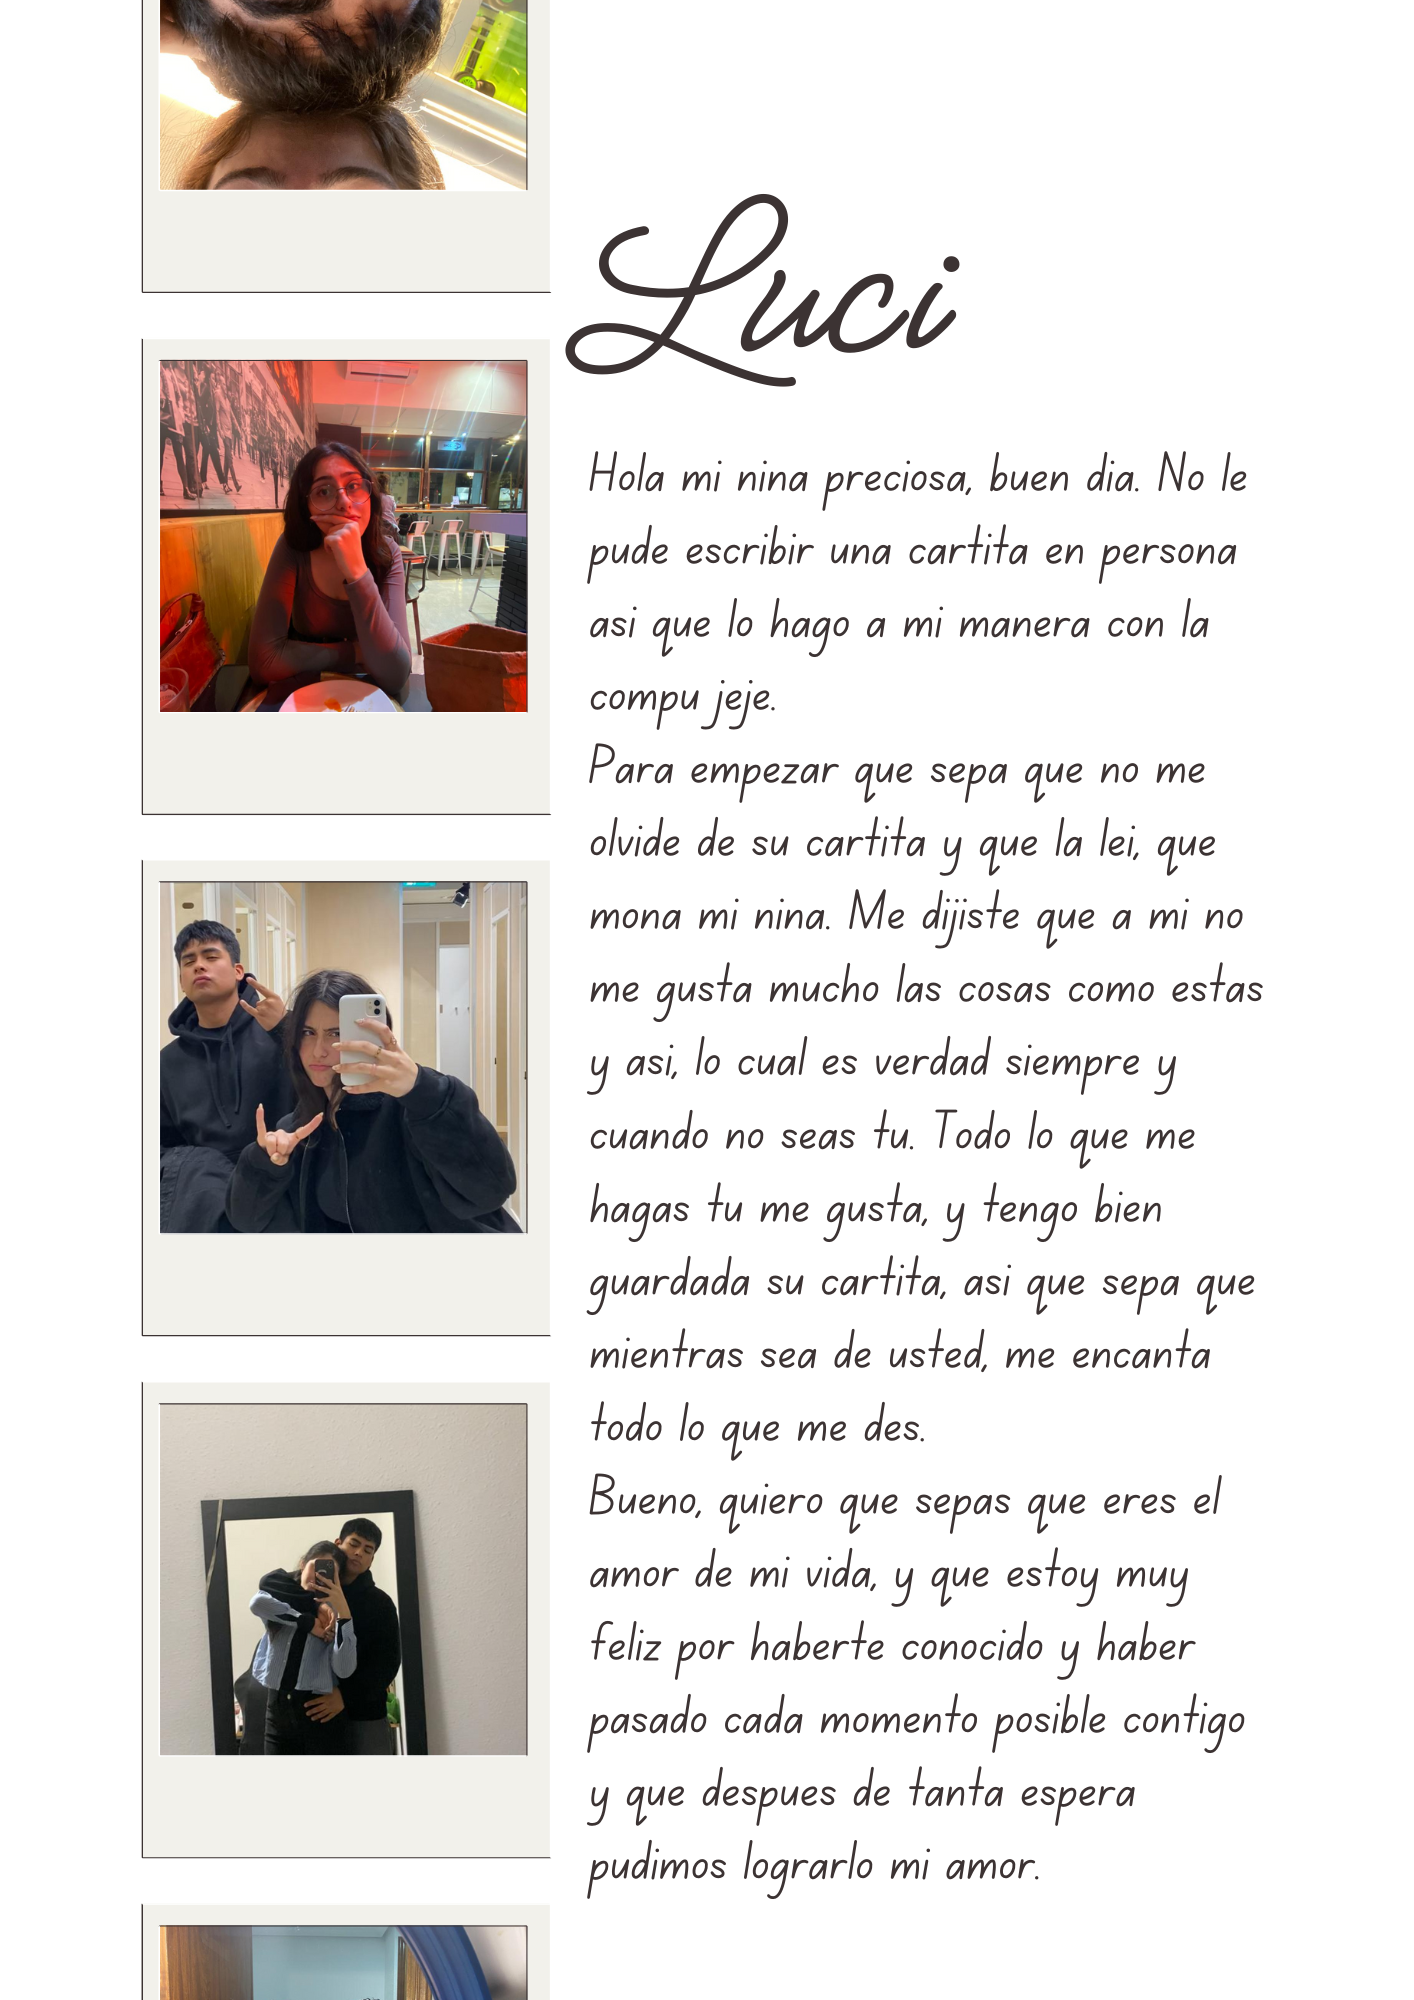 Luci
Hola mi nina preciosa, buen dia. No le
pude escribir una cartita en persona
asi que lo hago a mi manera con la
compu jeje.
Para empezar que sepa que no me
olvide de su cartita y que la lei, que
mona mi nina. Me dijiste que a mi no
me gusta mucho las cosas como estas
y asi, lo cual es verdad siempre y
cuando no seas tu. Todo lo que me
hagas tu me gusta, y tengo bien
guardada su cartita, asi que sepa que
mientras sea de usted, me encanta
todo lo que me des.
Bueno, quiero que sepas que eres el
amor de mi vida, y que estoy muy
feliz por haberte conocido y haber
pasado cada momento posible contigo
y que despues de tanta espera
pudimos lograrlo mi amor.